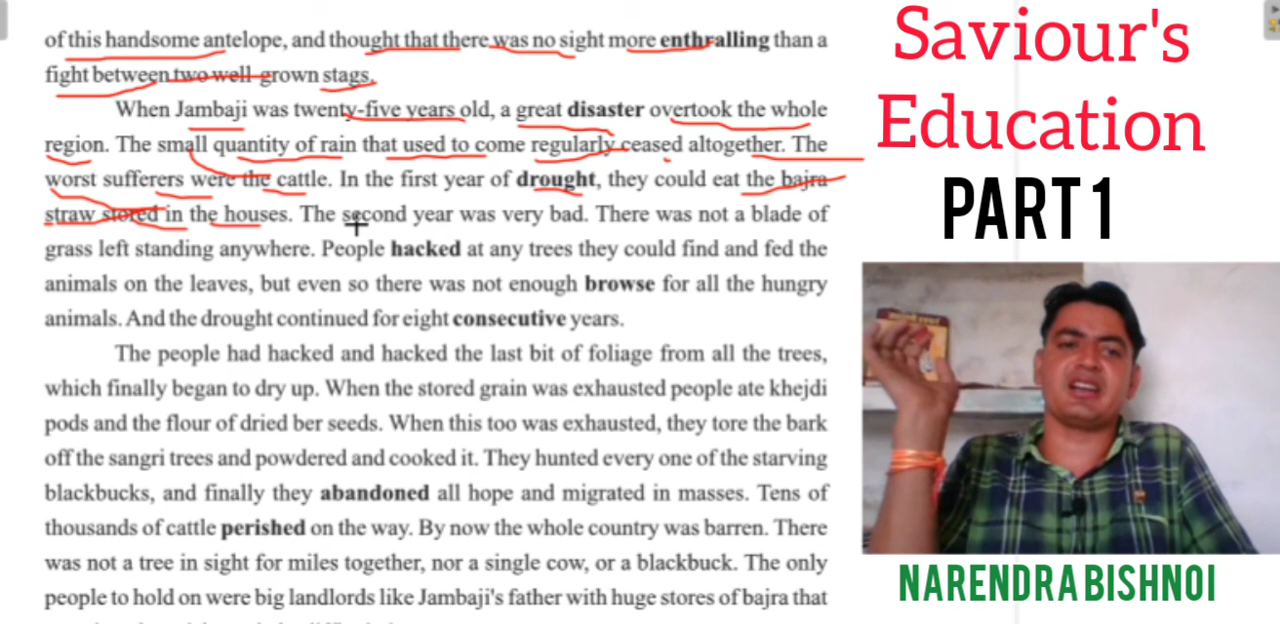 of this handsome antelope, and thought that there was no sight more enthralling than a
fight between two well-grown stags.
When Jambaji was twenty-five years old, a great disaster overtook the whole
region. The small quantity of rain that used to come regularly ceased altogether. The
worst sufferers were the cattle. In the first year of drought, they could eat the bajra
straw stored in the houses. The second year was very bad. There was not a blade of
grass left standing anywhere. People hacked at any trees they could find and fed the
animals on the leaves, but even so there was not enough browse for all the hungry
animals. And the drought continued for eight consecutive years.
The people had hacked and hacked the last bit of foliage from all the trees,
which finally began to dry up. When the stored grain was exhausted people ate khejdi
pods and the flour of dried ber seeds. When this too was exhausted, they tore the bark
off the sangri trees and powdered and cooked it. They hunted every one of the starving
blackbucks, and finally they abandoned all hope and migrated in masses. Tens of
thousands of cattle perished on the way. By now the whole country was barren. There
was not a tree in sight for miles together, nor a single cow, or a blackbuck. The only
people to hold on were big landlords like Jambaji's father with huge stores of bajra that
Saviour's
Education
PART 1
NARENDRA BISHNOI